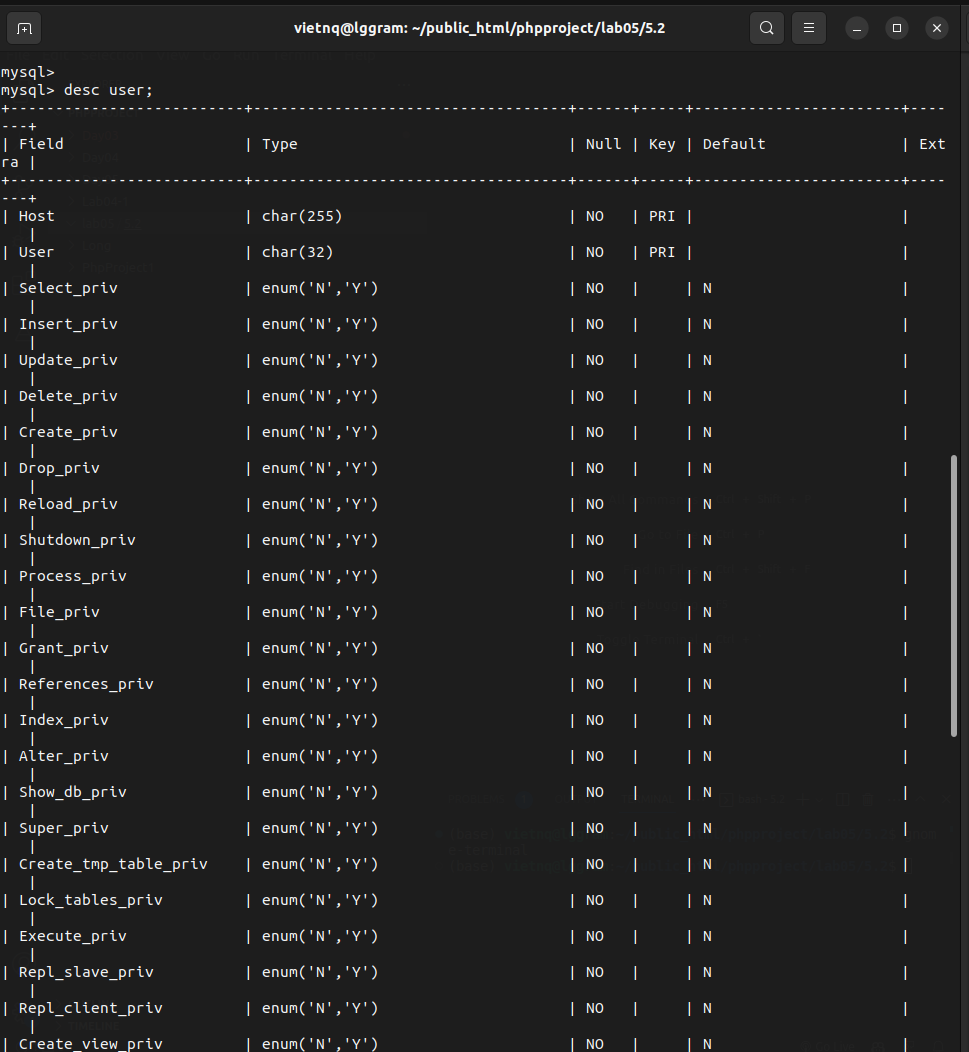 vietnq@lggram: ~/public_html/phpproject/lab05/5.2
mysql>
mysql> desc user;
+--------------------------+-----------------------------------+------+-----+-----------------------+----
---+
| Field                    | Type                              | Null | Key | Default               | Ext
ra |
+--------------------------+-----------------------------------+------+-----+-----------------------+----
---+
| Host                     | char(255)                         | NO   | PRI |                       |
   |
| User                     | char(32)                          | NO   | PRI |                       |
   |
| Select_priv              | enum('N','Y')                     | NO   |     | N                     |
   |
| Insert_priv              | enum('N','Y')                     | NO   |     | N                     |
   |
| Update_priv              | enum('N','Y')                     | NO   |     | N                     |
   |
| Delete_priv              | enum('N','Y')                     | NO   |     | N                     |
   |
| Create_priv              | enum('N','Y')                     | NO   |     | N                     |
   |
| Drop_priv                | enum('N','Y')                     | NO   |     | N                     |
   |
| Reload_priv              | enum('N','Y')                     | NO   |     | N                     |
   |
| Shutdown_priv            | enum('N','Y')                     | NO   |     | N                     |
   |
| Process_priv             | enum('N','Y')                     | NO   |     | N                     |
   |
| File_priv                | enum('N','Y')                     | NO   |     | N                     |
   |
| Grant_priv               | enum('N','Y')                     | NO   |     | N                     |
   |
| References_priv          | enum('N','Y')                     | NO   |     | N                     |
   |
| Index_priv               | enum('N','Y')                     | NO   |     | N                     |
   |
| Alter_priv               | enum('N','Y')                     | NO   |     | N                     |
   |
| Show_db_priv             | enum('N','Y')                     | NO   |     | N                     |
   |
| Super_priv               | enum('N','Y')                     | NO   |     | N                     |
   |
| Create_tmp_table_priv    | enum('N','Y')                     | NO   |     | N                     |
   |
| Lock_tables_priv         | enum('N','Y')                     | NO   |     | N                     |
   |
| Execute_priv             | enum('N','Y')                     | NO   |     | N                     |
   |
| Repl_slave_priv          | enum('N','Y')                     | NO   |     | N                     |
   |
| Repl_client_priv         | enum('N','Y')                     | NO   |     | N                     |
   |
| Create_view_priv         | enum('N','Y')                     | NO   |     | N                     |